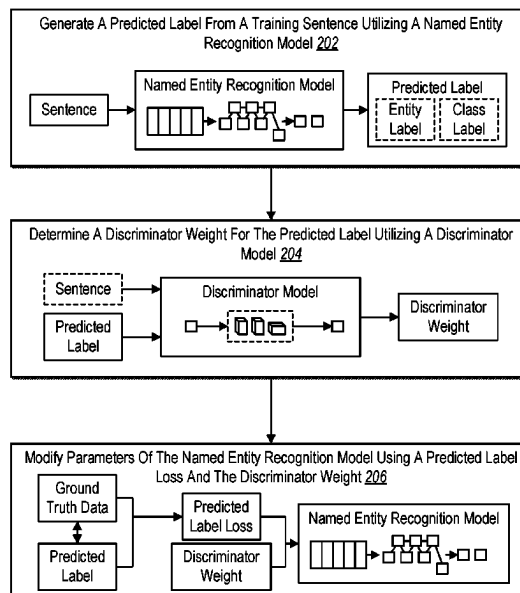 Generate A Predicted Label From A Training Sentence Utilizing A Named Entity
Recognition Model 202
Named Entity Recognition Model
Sentence
Predicted Label
Entity
Label
Class
Label
Determine A Discriminator Weight For The Predicted Label Utilizing A Discriminator
Model 204
Sentence
Predicted
Label
Discriminator Model
Discriminator
Weight
Modify Parameters Of The Named Entity Recognition Model Using A Predicted Label
Loss And The Discriminator Weight 206
Ground
Truth Data
Predicted
Label
Predicted
Label Loss
Discriminator
Weight
Named Entity Recognition Model